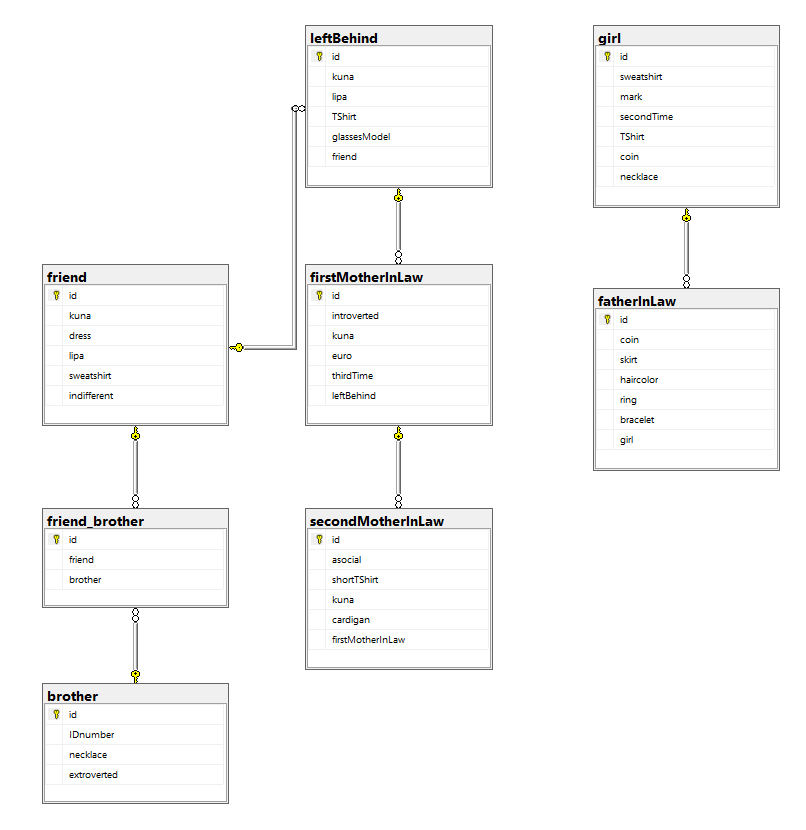 leftBehind
id
kuna
lipa
TShirt
glassesModel
friend
girl
id
sweatshirt
mark
secondTime
TShirt
coin
necklace
friend
id
kuna
dress
lipa
sweatshirt
indifferent
firstMotherInLaw
id
introverted
kuna
euro
thirdTime
leftBehind
fatherInLaw
id
coin
skirt
haircolor
ring
bracelet
girl
friend_brother
id
friend
brother
secondMotherInLaw
id
asocial
shortTShirt
kuna
cardigan
firstMotherInLaw
brother
id
IDnumber
necklace
extroverted